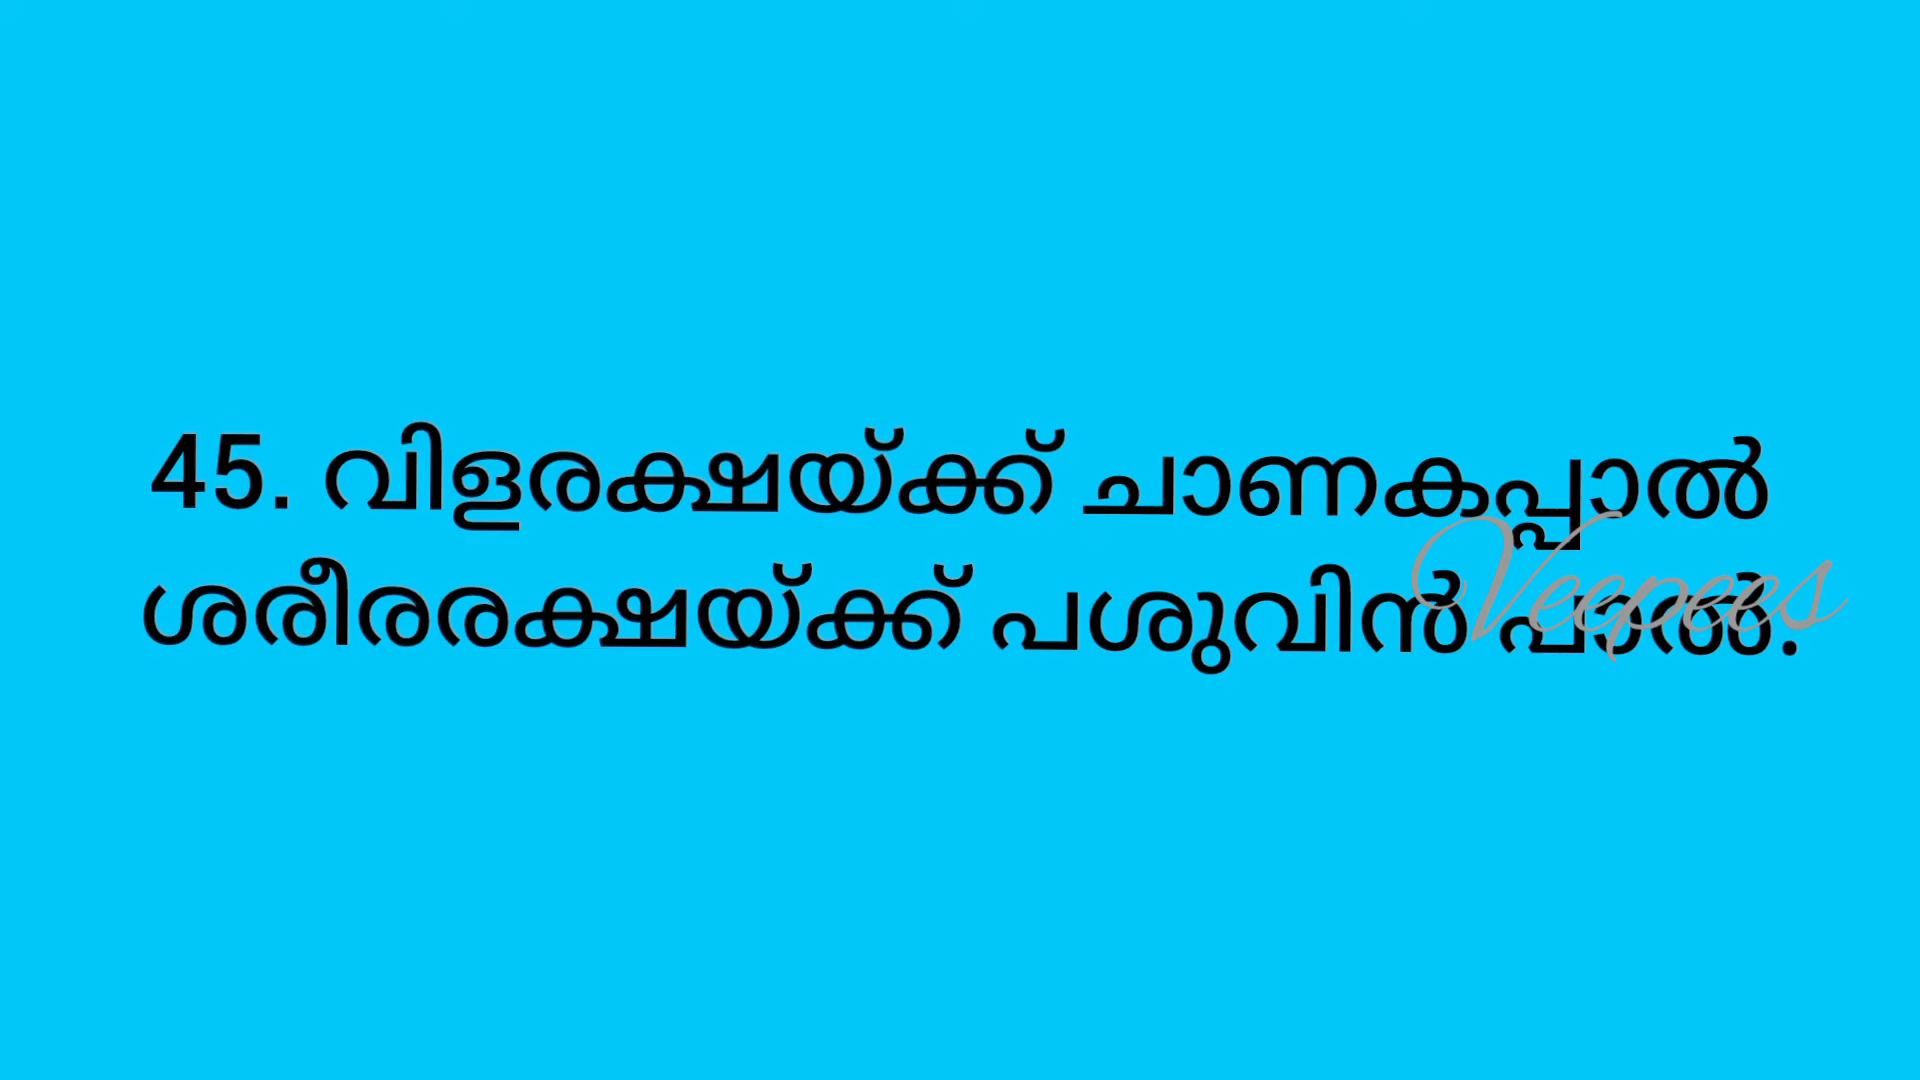 45. വിളരക്ഷയ്ക്ക് ചാണകപ്പാൽ
ശരീരരക്ഷയ്ക്ക് പശുവിൻ പാൽ.
Veepees